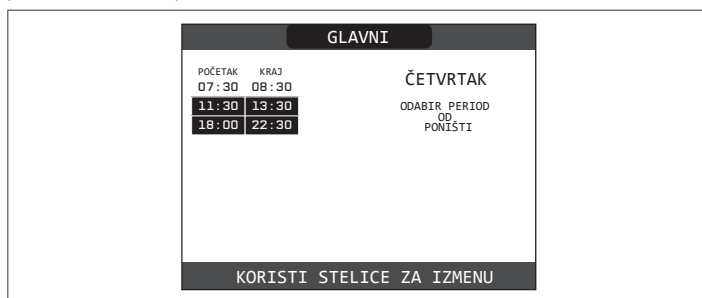 GLAVNI
POČETAK KRAJ
07:30 08:30
11:30 13:30
18:00 22:30
ČETVRTAK
ODABIR PERIOD
OD
PONIŠTI
KORISTI STELICE ZA IZMENU